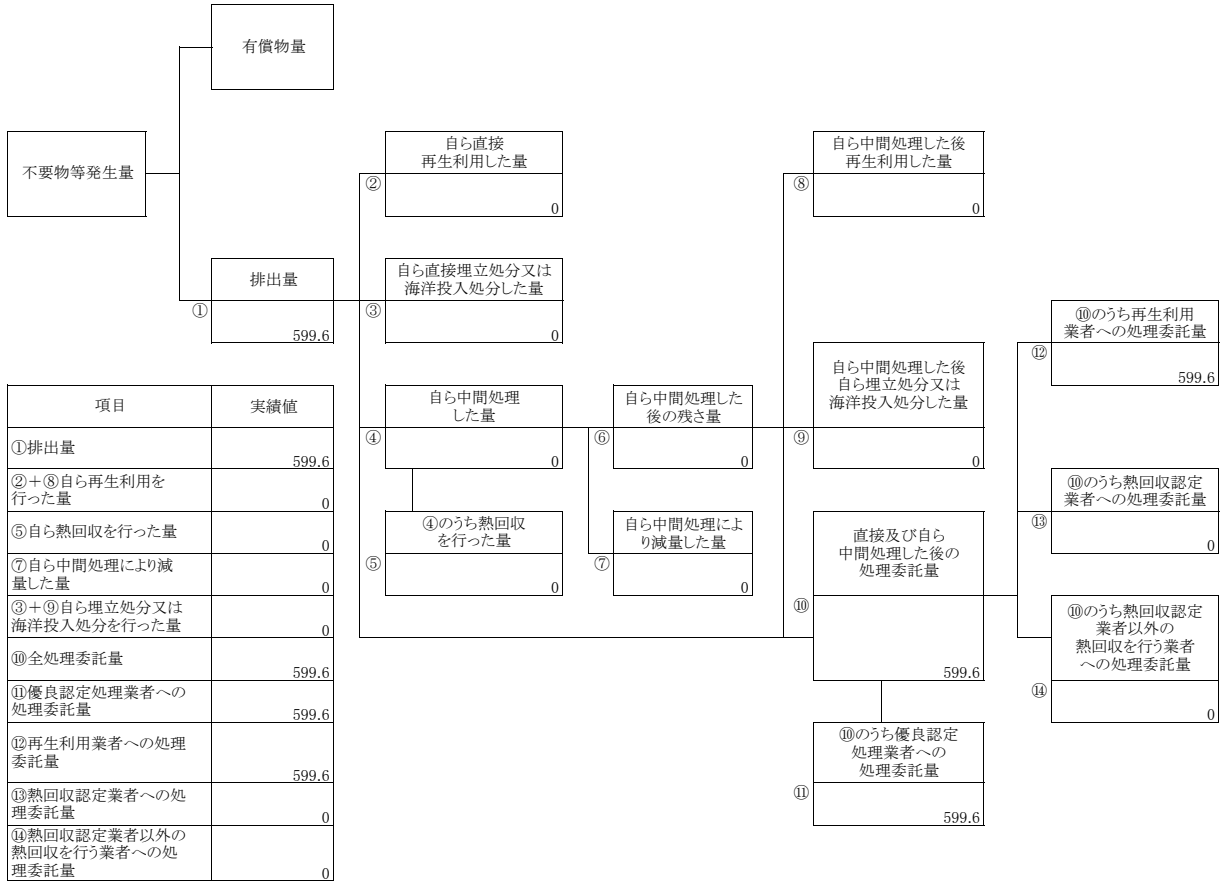 有償物量
不要物等発生量
自ら直接
再生利用した量
②
0
自ら中間処理した後
再生利用した量
⑧
0
排出量
①
599.6
自ら直接埋立処分又は
海洋投入処分した量
③
0
⑩のうち再生利用
業者への処理委託量
⑫
599.6
自ら中間処理
した量
④
0
自ら中間処理した
後の残さ量
⑥
0
自ら中間処理した後
自ら埋立処分又は
海洋投入処分した量
⑨
0
⑩のうち熱回収認定
業者への処理委託量
⑬
0
④のうち熱回収
を行った量
⑤
0
自ら中間処理によ
り減量した量
⑦
0
直接及び自ら
中間処理した後の
処理委託量
⑩
599.6
⑩のうち熱回収認定
業者以外の
熱回収を行う業者
への処理委託量
⑭
0
⑩のうち優良認定
処理業者への
処理委託量
⑪
599.6
項目 実績値
①排出量
599.6
②＋⑧自ら再生利用を
行った量
0
⑤自ら熱回収を行った量
0
⑦自ら中間処理により減
量した量
0
③＋⑨自ら埋立処分又は
海洋投入処分を行った量
0
⑩全処理委託量
599.6
⑪優良認定処理業者への
処理委託量
599.6
⑫再生利用業者への処理
委託量
599.6
⑬熱回収認定業者への処
理委託量
0
⑭熱回収認定業者以外の
熱回収を行う業者への処
理委託量
0